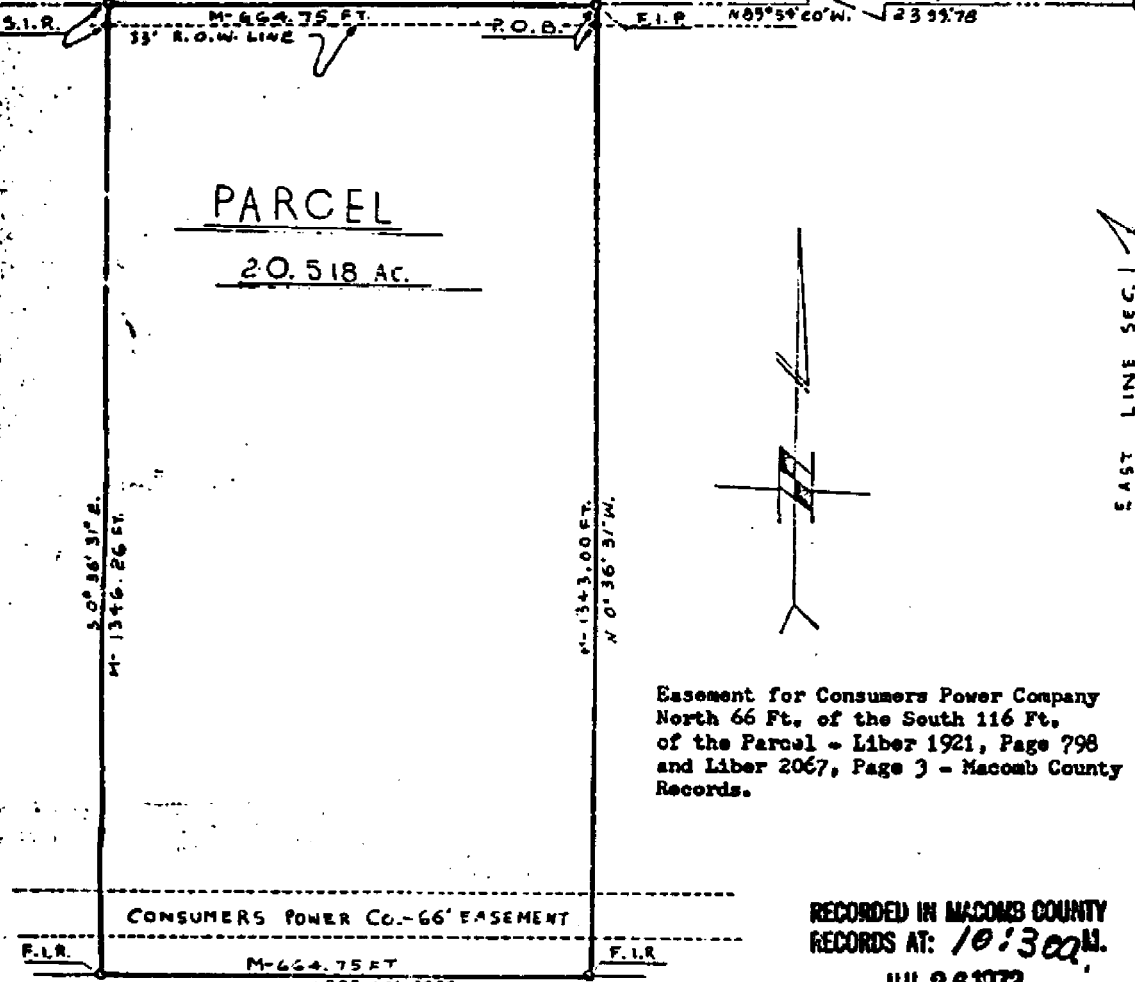 S.I.R.
M-664.75 FT.
33' R.O.W. LINE
P.O.B.
F.I.P.
N89°54'00"W.
2399.78
PARCEL
20.518 Ac.
EAST LINE SEC. 1
S 0° 36' 31" E.
M-1346.26 FT.
M-1343.00 FT.
N 0° 36' 31" W.
Easement for Consumers Power Company
North 66 Ft. of the South 116 Ft.
of the Parcel - Liber 1921, Page 798
and Liber 2067, Page 3 - Macomb County
Records.
CONSUMERS POWER CO.-66' EASEMENT
F.I.R.
M-664.75 FT
F.I.R
RECORDED IN MACOMB COUNTY
RECORDS AT: 10:30 A.M.